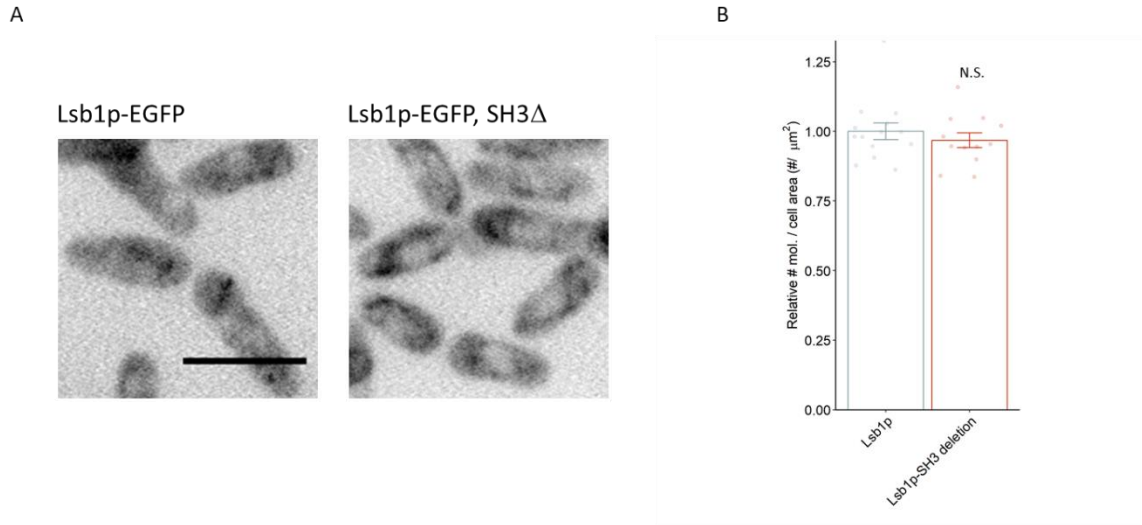 A
B
Lsb1p-EGFP
Lsb1p-EGFP, SH3Δ
N.S.
Relative # mol. / cell area (#/ μm²)
1.25
1.00
0.75
0.50
0.25
0.00
Lsb1p
Lsb1p-SH3 deletion